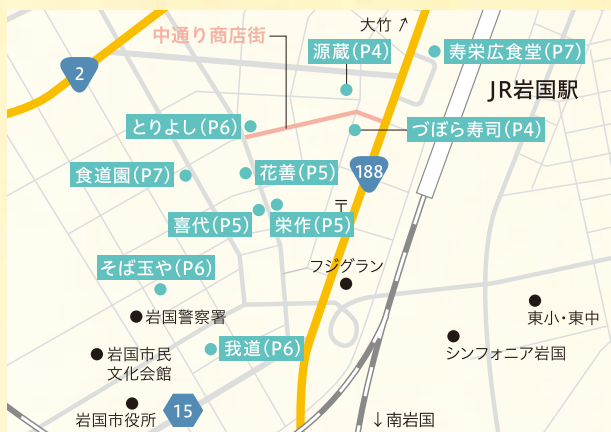 大竹↗
中通り商店街
源蔵(P4)
寿栄広食堂(P7)
2
JR岩国駅
とりよし(P6)
づぼら寿司(P4)
食道園(P7)
花善(P5)
188
〒
喜代(P5)
栄作(P5)
そば玉や(P6)
フジグラン
岩国警察署
東小・東中
我道(P6)
シンフォニア岩国
岩国市民
文化会館
岩国市役所
15
↓南岩国